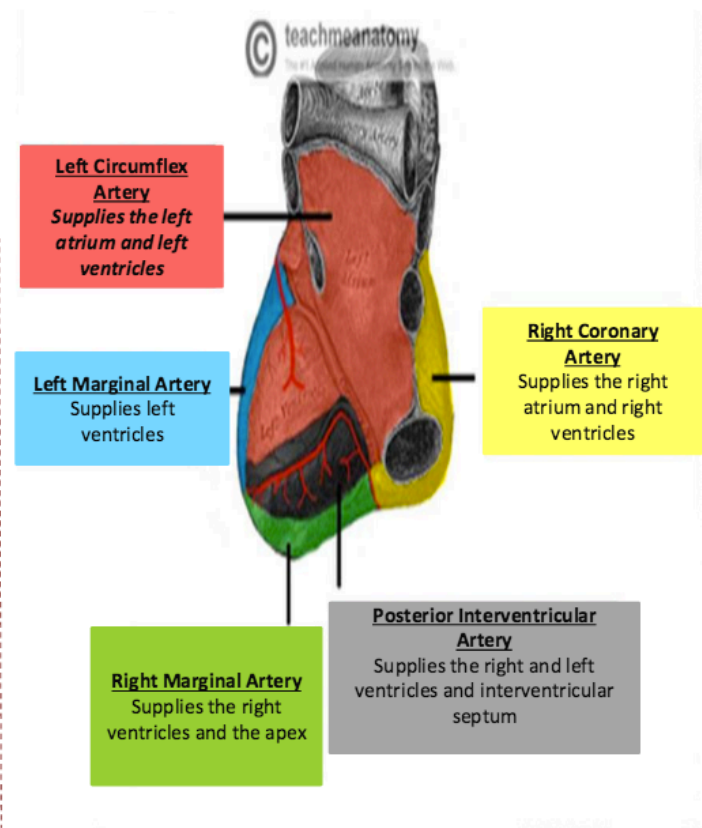 ©
teachmeanatomy
Left Circumflex
Artery
Supplies the left
atrium and left
ventricles
Left
Left Marginal Artery
Supplies left
ventricles
Right Coronary
Artery
Supplies the right
atrium and right
ventricles
Posterior Interventricular
Artery
Supplies the right and left
ventricles and interventricular
septum
Right Marginal Artery
Supplies the right
ventricles and the apex